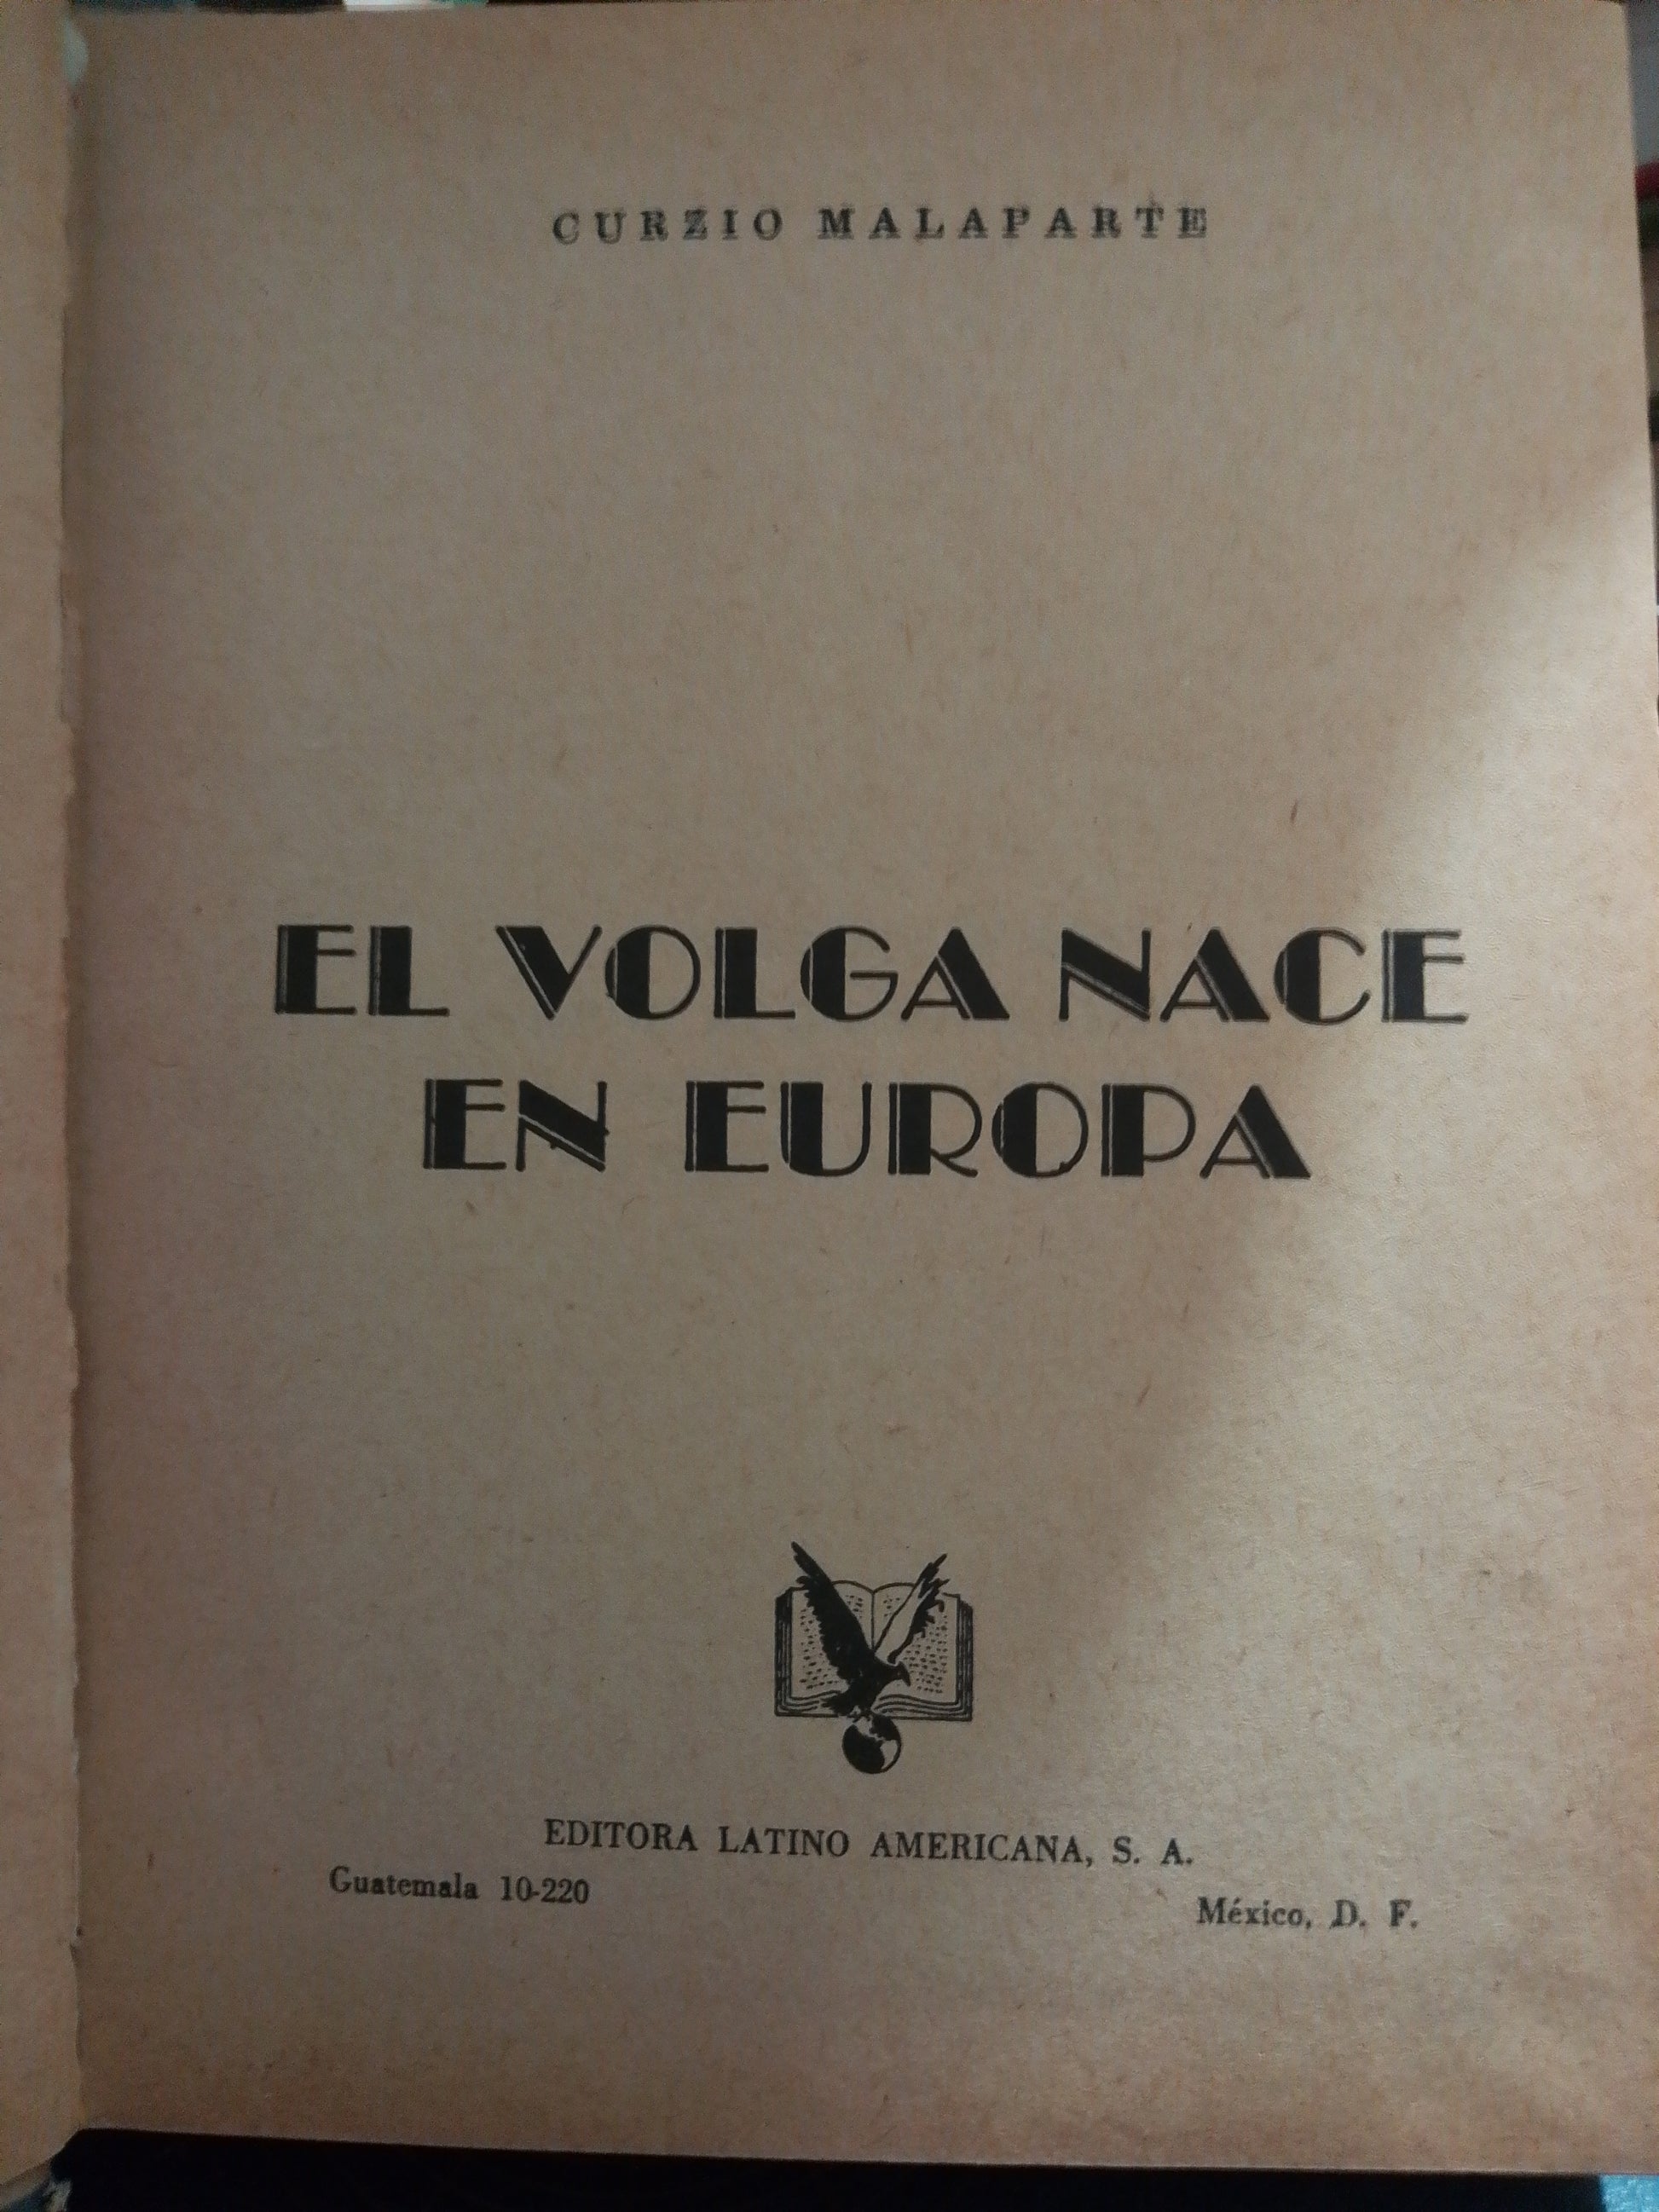 CURZIO MALAPARTE
EL VOLGA NACE
EN EUROPA
EDITORA LATINO AMERICANA, S. A.
Guatemala 10-220
México, D. F.